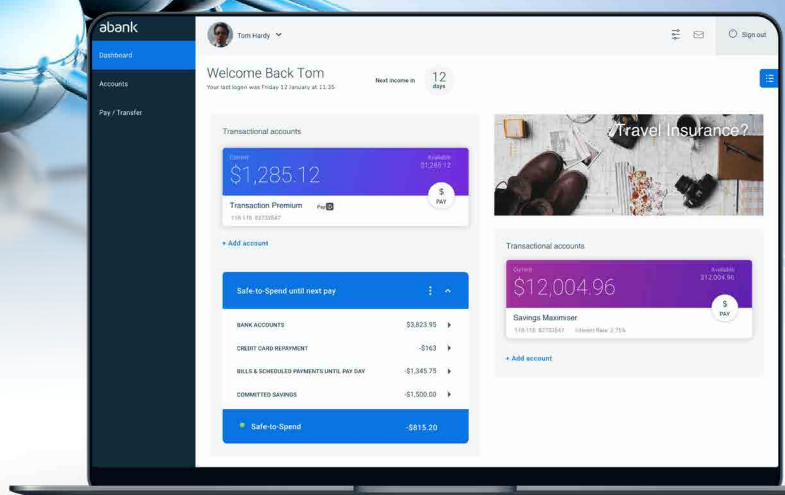 abank
Tom Hardy
Sign out
Dashboard
Accounts
Pay / Transfer
Welcome Back Tom
Your last logon was Friday 12 January at 11:35
Next income in
12
days
Transactional accounts
Current
Available
$1,285.12
$1,285.12
$
PAY
Transaction Premium
Pay
+ Add account
Travel Insurance?
Safe-to-Spend until next pay
BANK ACCOUNTS $3,823.95
CREDIT CARD REPAYMENT -$163
BILLS & SCHEDULED PAYMENTS UNTIL PAY DAY -$1,345.75
COMMITTED SAVINGS -$1,500.00
Safe-to-Spend -$815.20
Transactional accounts
Current
Available
$12,004.96
$12,004.96
$
PAY
Savings Maximiser
Interest Rate: 2.75%
+ Add account